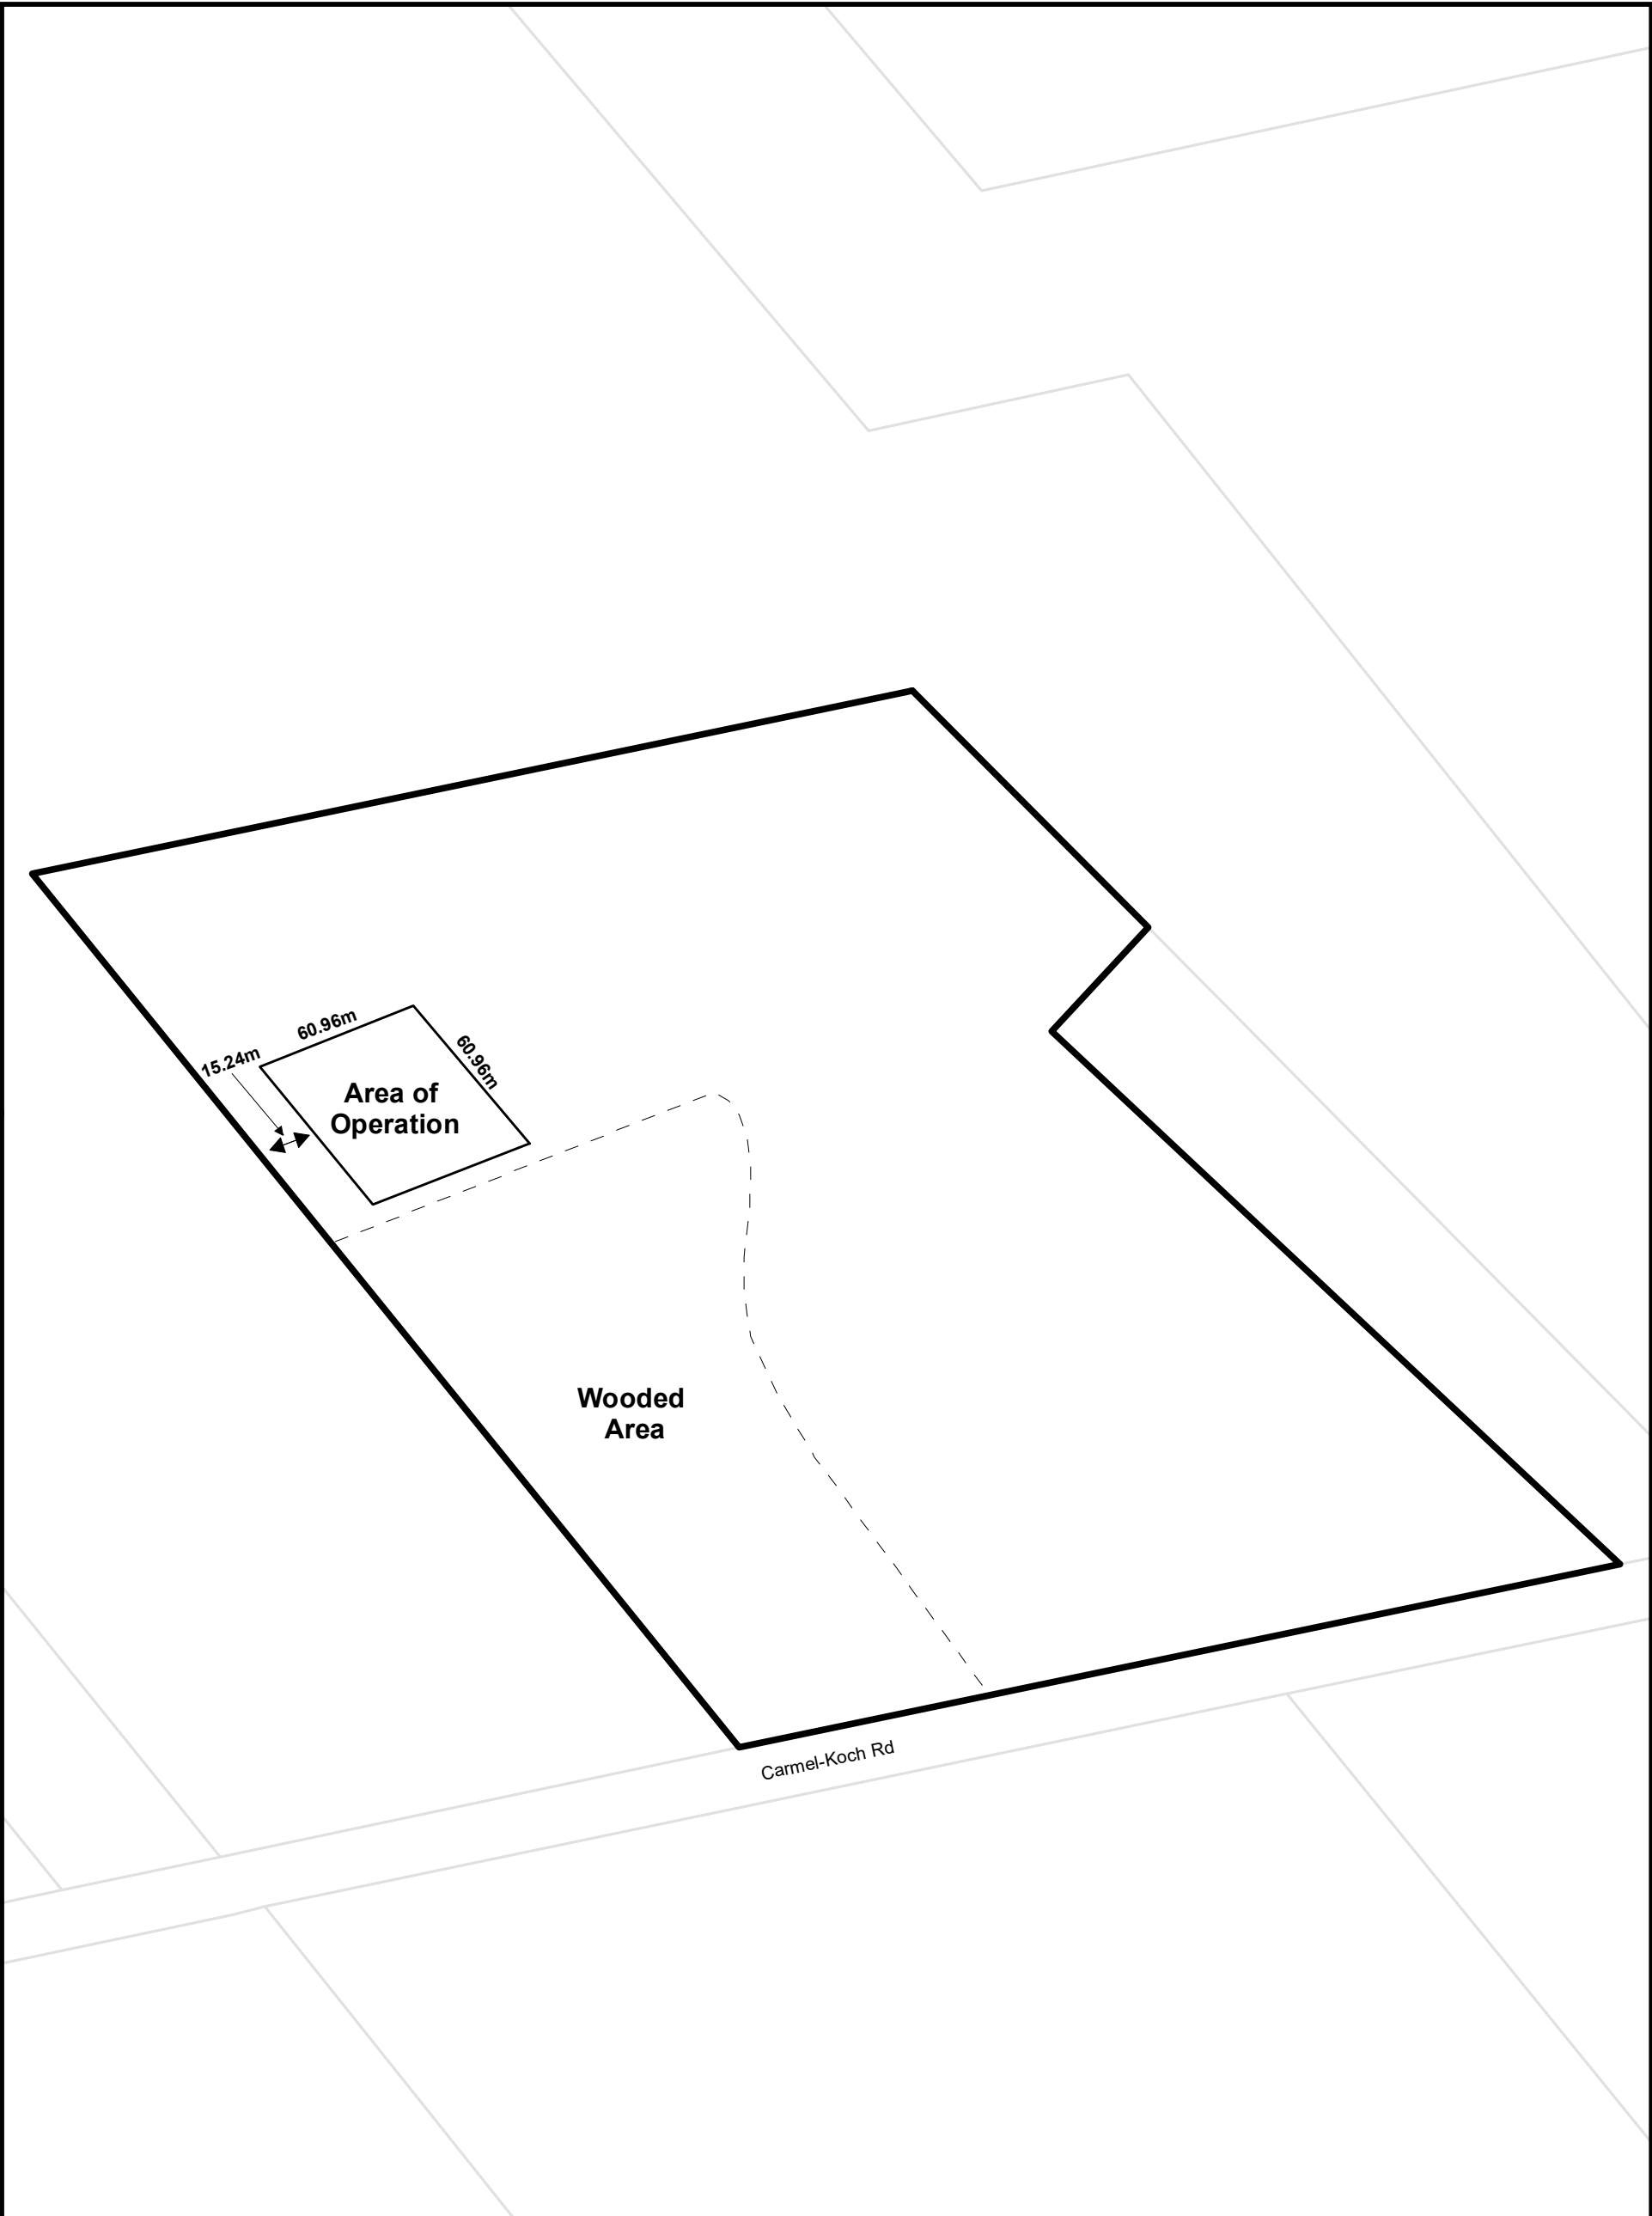 60.96m
60.96m
15.24m
Area of
Operation
Wooded
Area
Carmel-Koch Rd